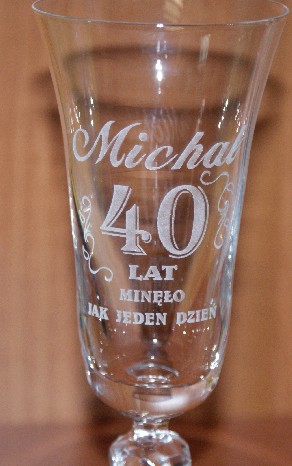 Michał
40
LAT
MINĘŁO
JAK JEDEN DZIEŃ